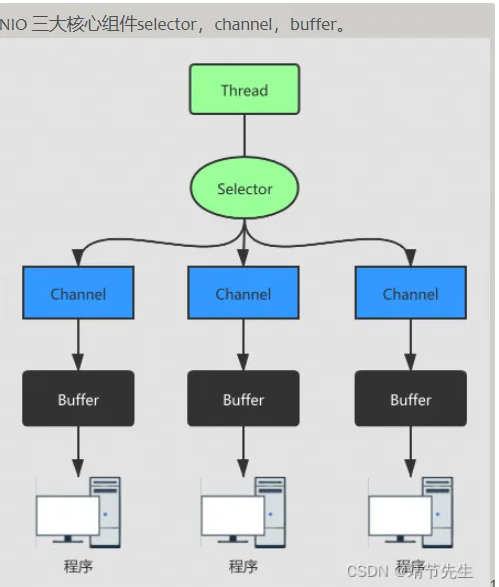 NIO 三大核心组件selector，channel，buffer。
Thread
Selector
Channel Channel Channel
Buffer Buffer Buffer
程序 程序 程序
CSDN @靖节先生